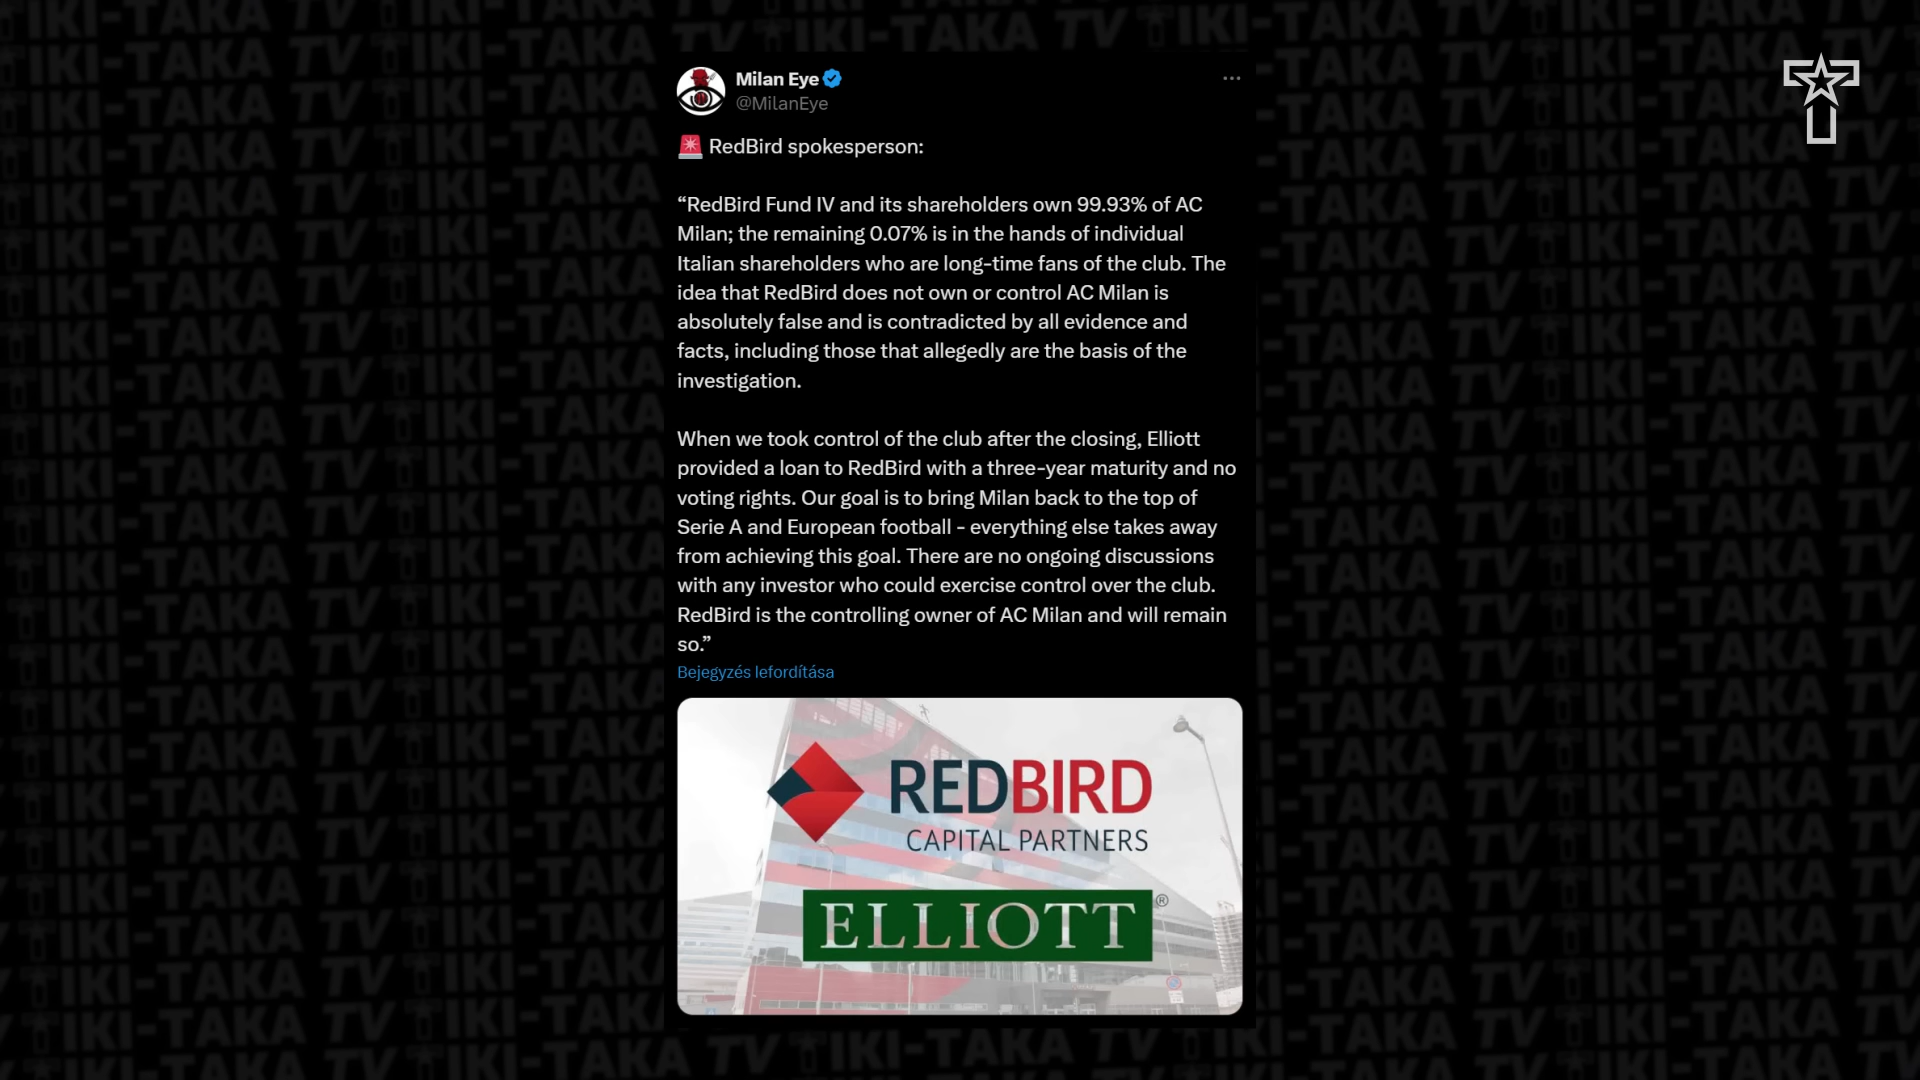 Milan Eye
@MilanEye
RedBird spokesperson:
“RedBird Fund IV and its shareholders own 99.93% of AC
Milan; the remaining 0.07% is in the hands of individual
Italian shareholders who are long-time fans of the club. The
idea that RedBird does not own or control AC Milan is
absolutely false and is contradicted by all evidence and
facts, including those that allegedly are the basis of the
investigation.
When we took control of the club after the closing, Elliott
provided a loan to RedBird with a three-year maturity and no
voting rights. Our goal is to bring Milan back to the top of
Serie A and European football - everything else takes away
from achieving this goal. There are no ongoing discussions
with any investor who could exercise control over the club.
RedBird is the controlling owner of AC Milan and will remain
so.”
Bejegyzés lefordítása
REDBIRD
CAPITAL PARTNERS
ELLIOTT®
TIKI-TAKA TV